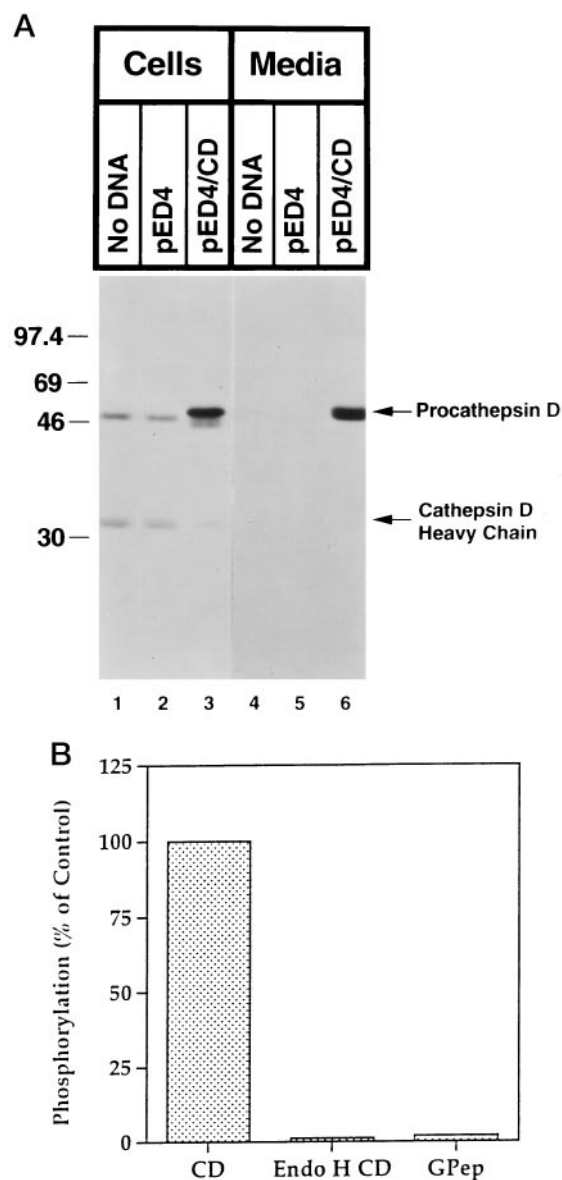 A
Cells Media
No DNA pED4 pED4/CD No DNA pED4 pED4/CD
97.4
69
46
30
Procathepsin D
Cathepsin D
Heavy Chain
1 2 3 4 5 6
B
Phosphorylation (% of Control)
125
100
75
50
25
0
CD Endo H CD GPep